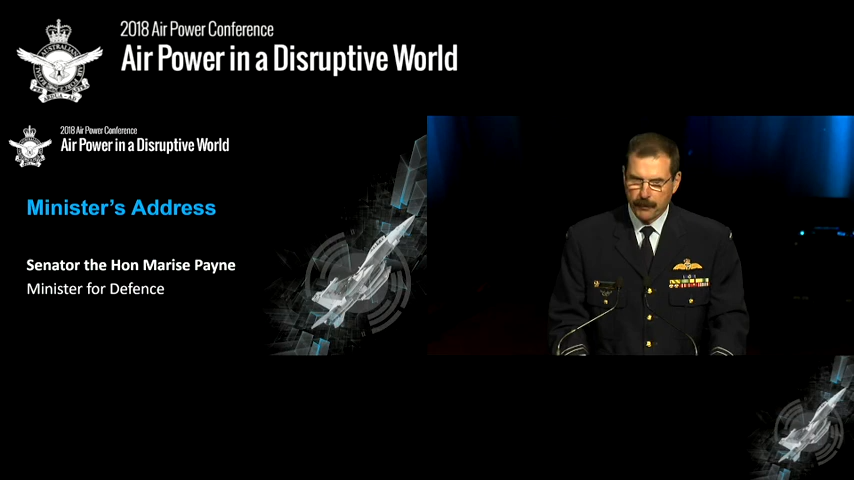 2018 Air Power Conference
Air Power in a Disruptive World
2018 Air Power Conference
Air Power in a Disruptive World
Minister's Address
Senator the Hon Marise Payne
Minister for Defence